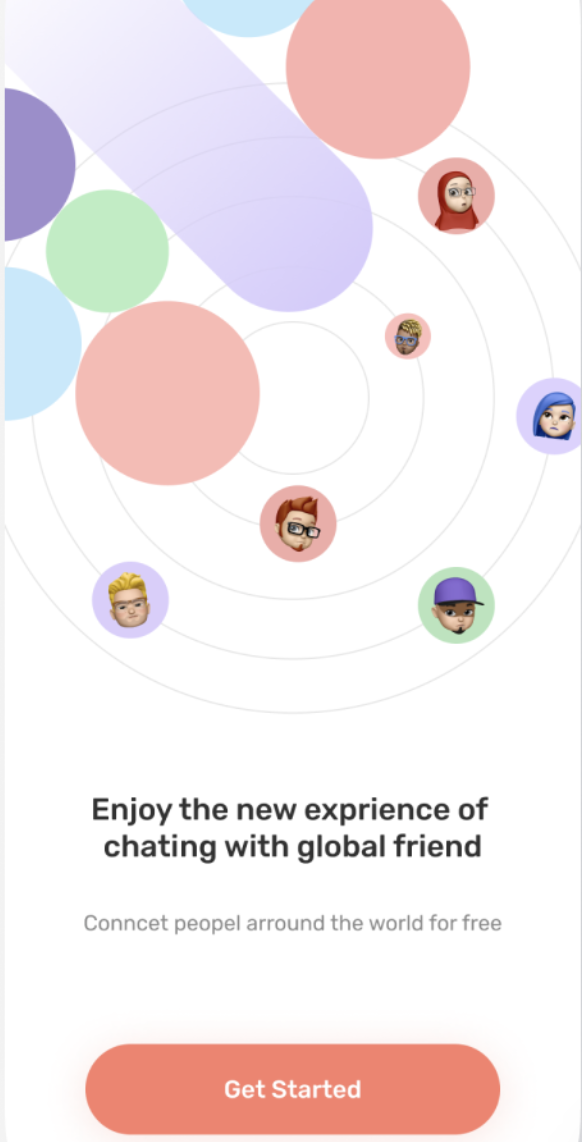 Enjoy the new exprience of
chating with global friend
Conncet peopel arround the world for free
Get Started